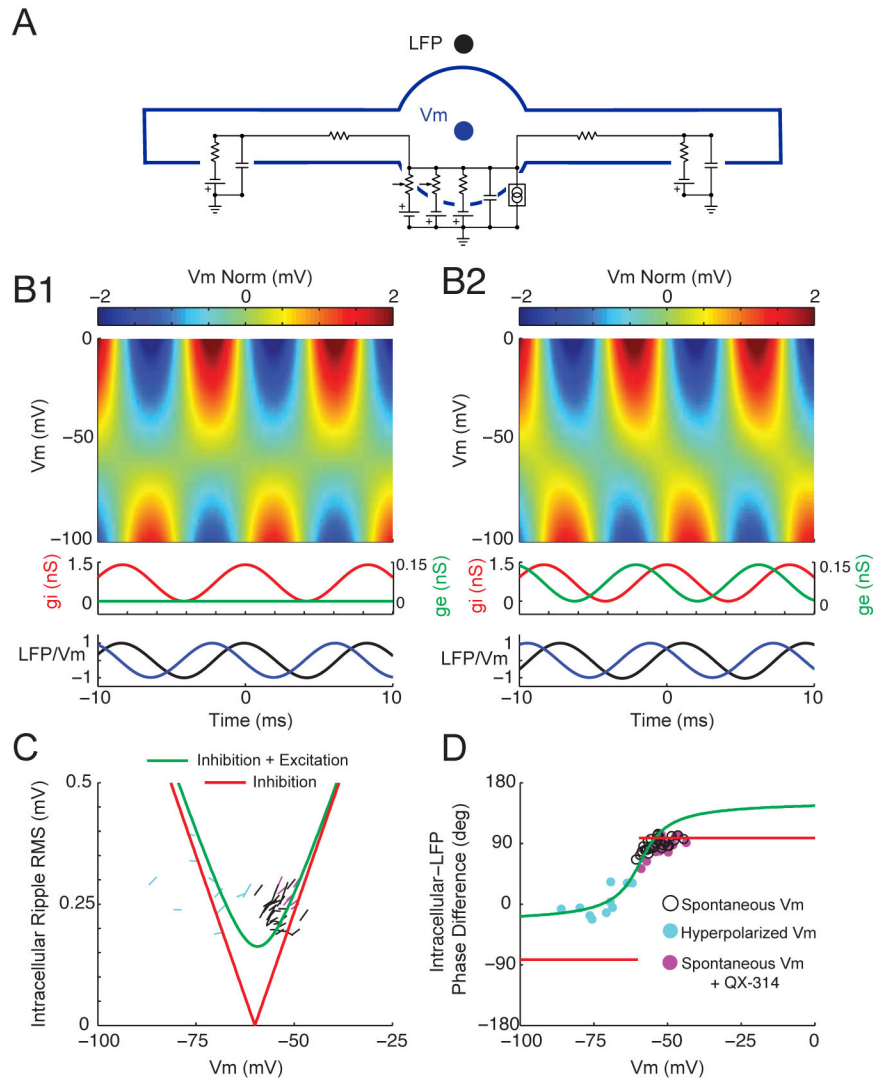 A
LFP
Vm
+
+
+
+
+
B1
Vm Norm (mV)
−2 0 2
Vm (mV)
0
−50
−100
gi (nS)
1.5
0
0.15
0
ge (nS)
LFP/Vm
1
−1
−10 0 10
Time (ms)
B2
Vm Norm (mV)
−2 0 2
Vm (mV)
0
−50
−100
gi (nS)
1.5
0
0.15
0
ge (nS)
LFP/Vm
1
−1
−10 0 10
Time (ms)
C
Inhibition + Excitation
Inhibition
Intracellular Ripple RMS (mV)
0.5
0.25
0
−100 −75 −50 −25
Vm (mV)
D
Intracellular-LFP
Phase Difference (deg)
180
90
0
−90
−180
Spontaneous Vm
Hyperpolarized Vm
Spontaneous Vm
+ QX-314
−100 −75 −50 −25 0
Vm (mV)